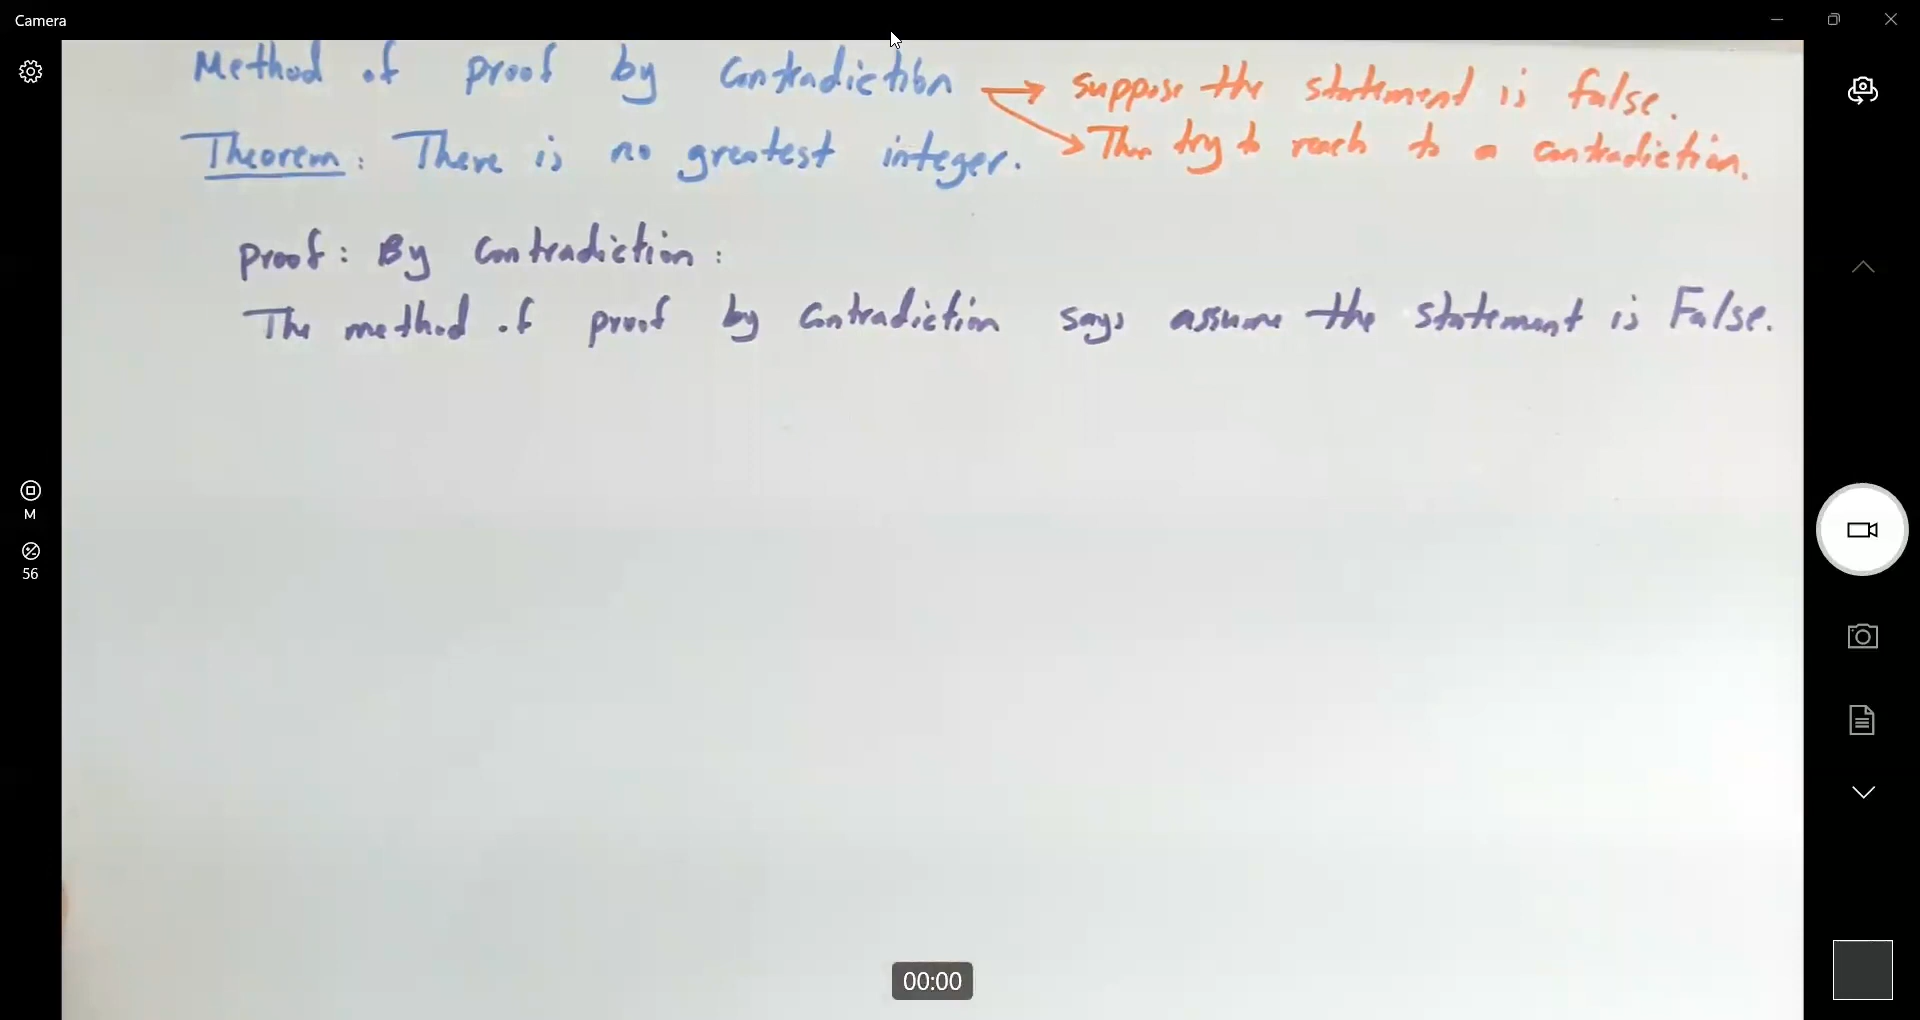 Camera
Method of proof by Contradiction → suppose the statement is false.
Theorem: There is no greatest integer. → Then try to reach to a contradiction.
proof: By Contradiction:
The method of proof by Contradiction says assume the statement is False.
M
56
00:00